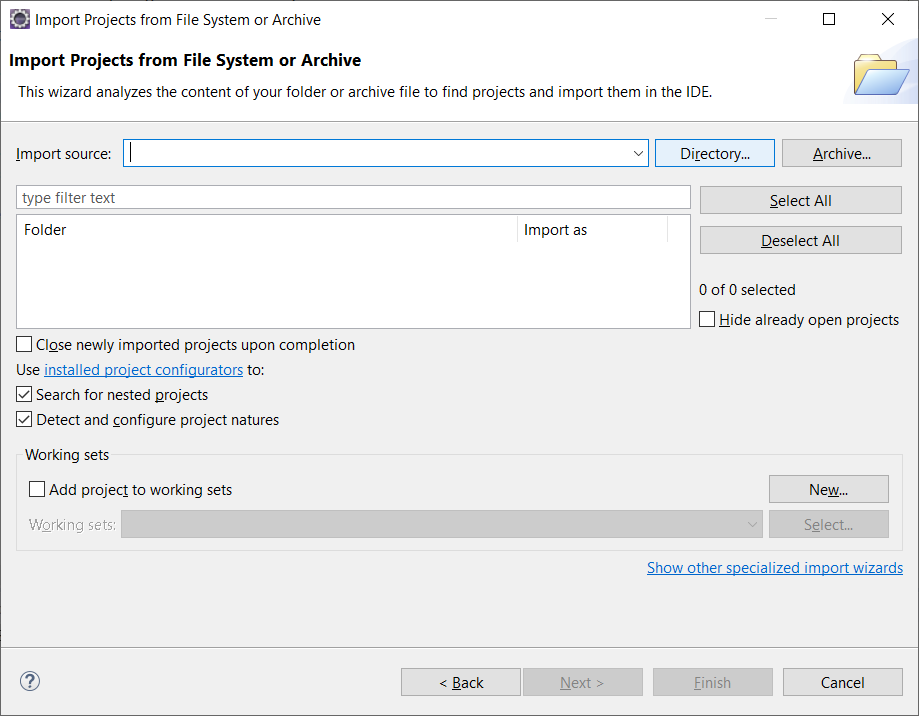 Import Projects from File System or Archive
Import Projects from File System or Archive
This wizard analyzes the content of your folder or archive file to find projects and import them in the IDE.
Import source: Directory... Archive...
type filter text
Select All
Folder Import as
Deselect All
0 of 0 selected
Hide already open projects
Close newly imported projects upon completion
Use installed project configurators to:
Search for nested projects
Detect and configure project natures
Working sets
Add project to working sets New...
Working sets: Select...
Show other specialized import wizards
? < Back Next > Finish Cancel